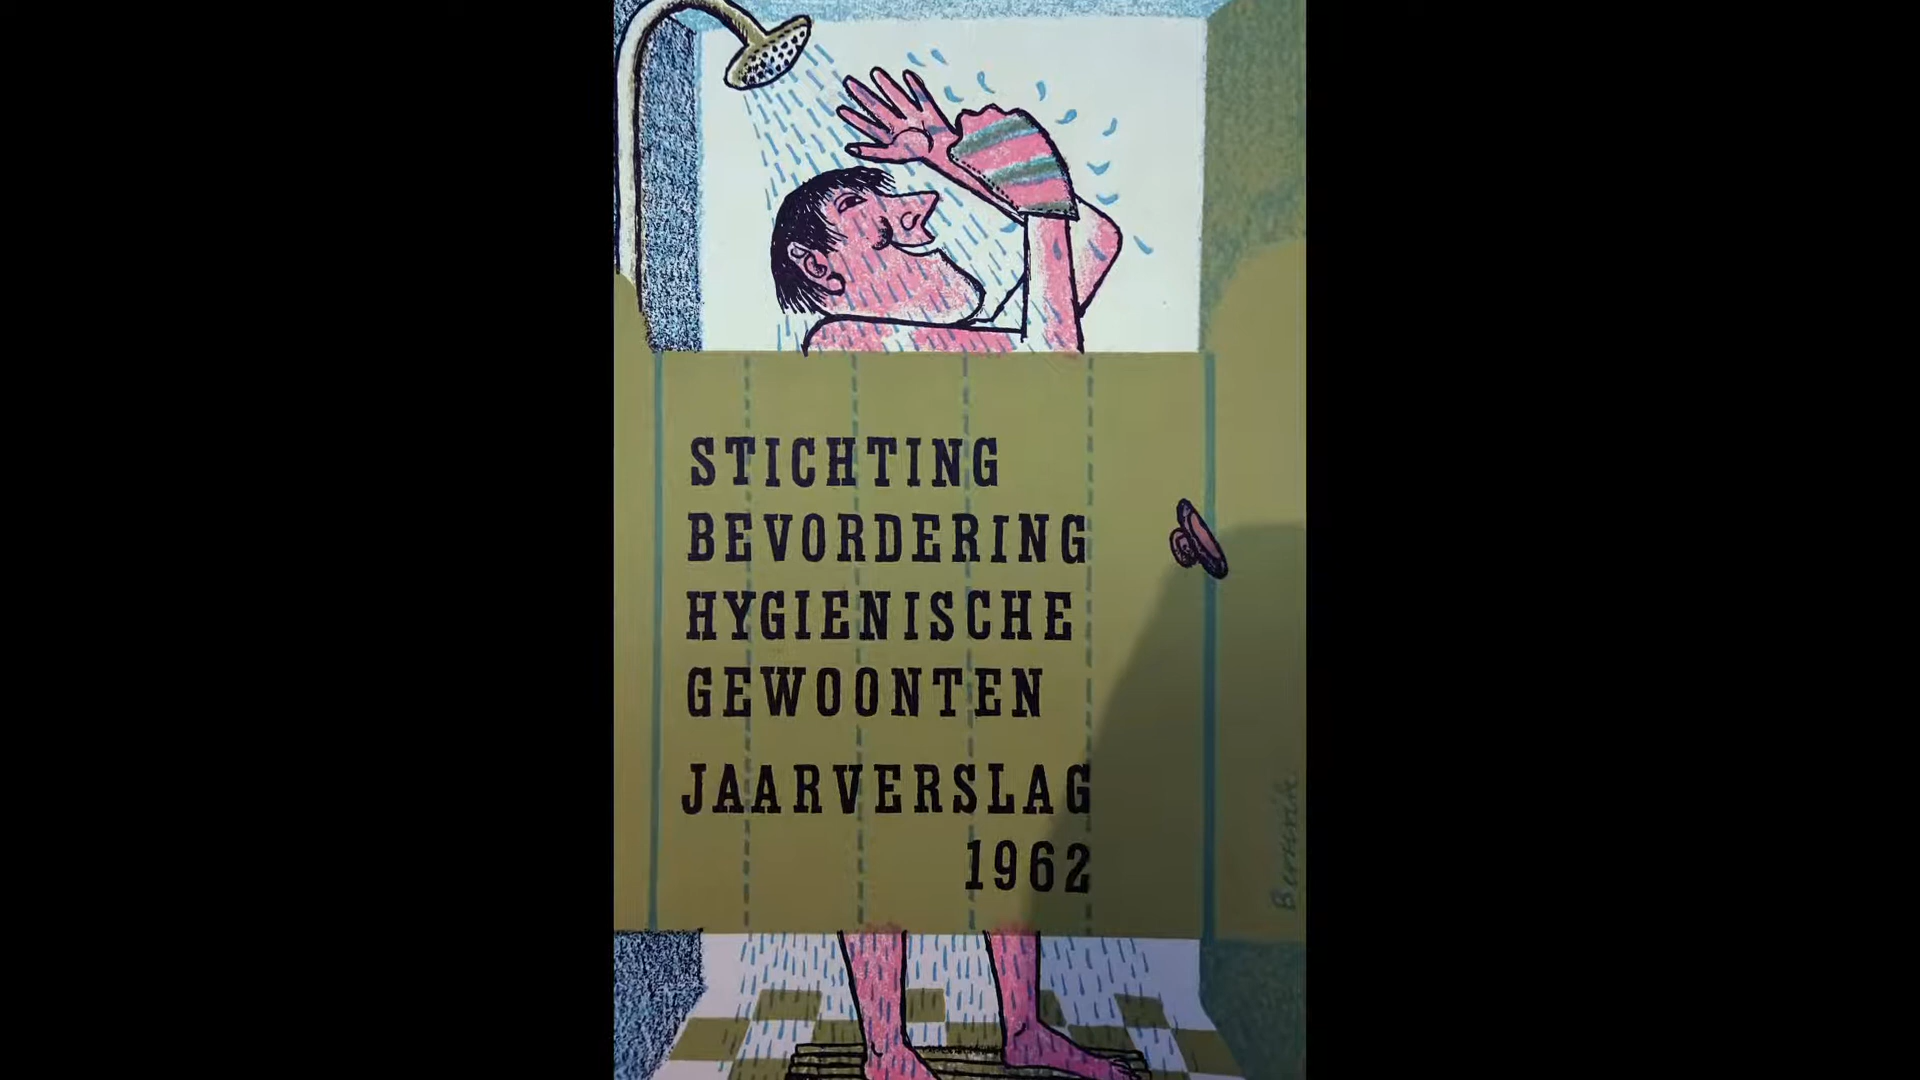 STICHTING
BEVORDERING
HYGIENISCHE
GEWOONTEN
JAARVERSLAG
1962